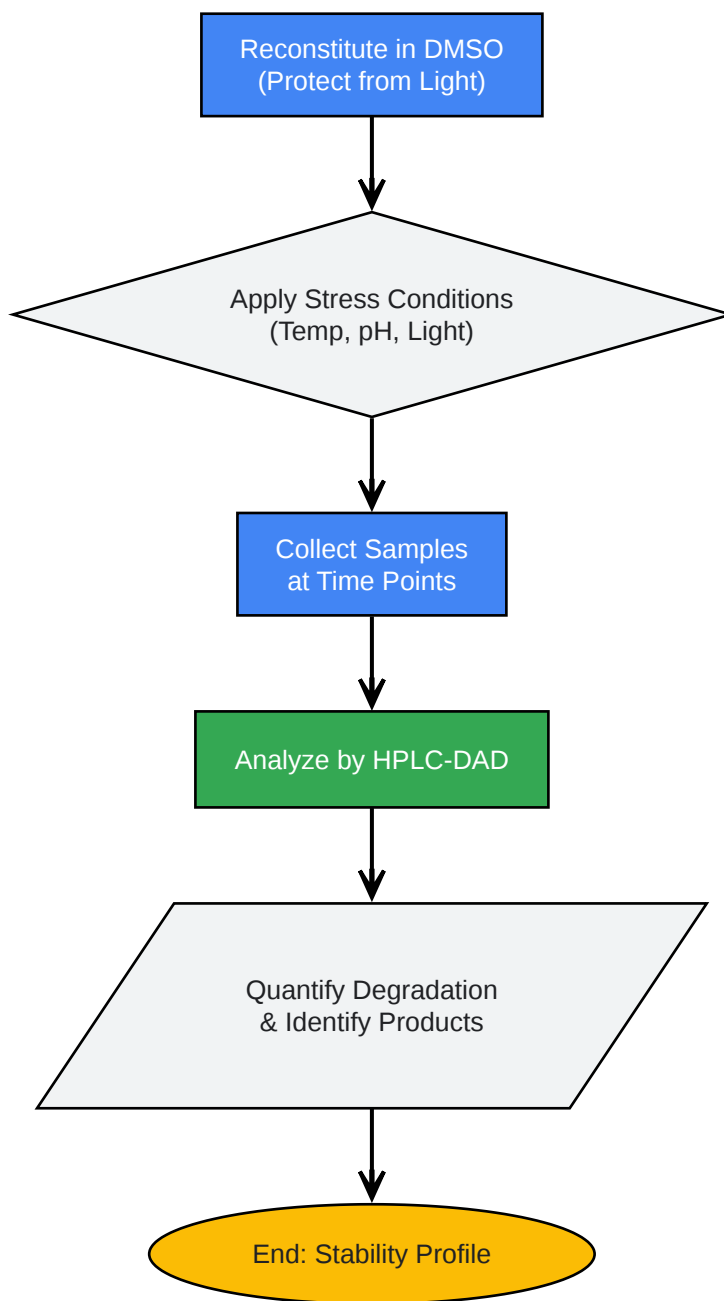 Reconstitute in DMSO
(Protect from Light)
Apply Stress Conditions
(Temp, pH, Light)
Collect Samples
at Time Points
Analyze by HPLC-DAD
Quantify Degradation
& Identify Products
End: Stability Profile